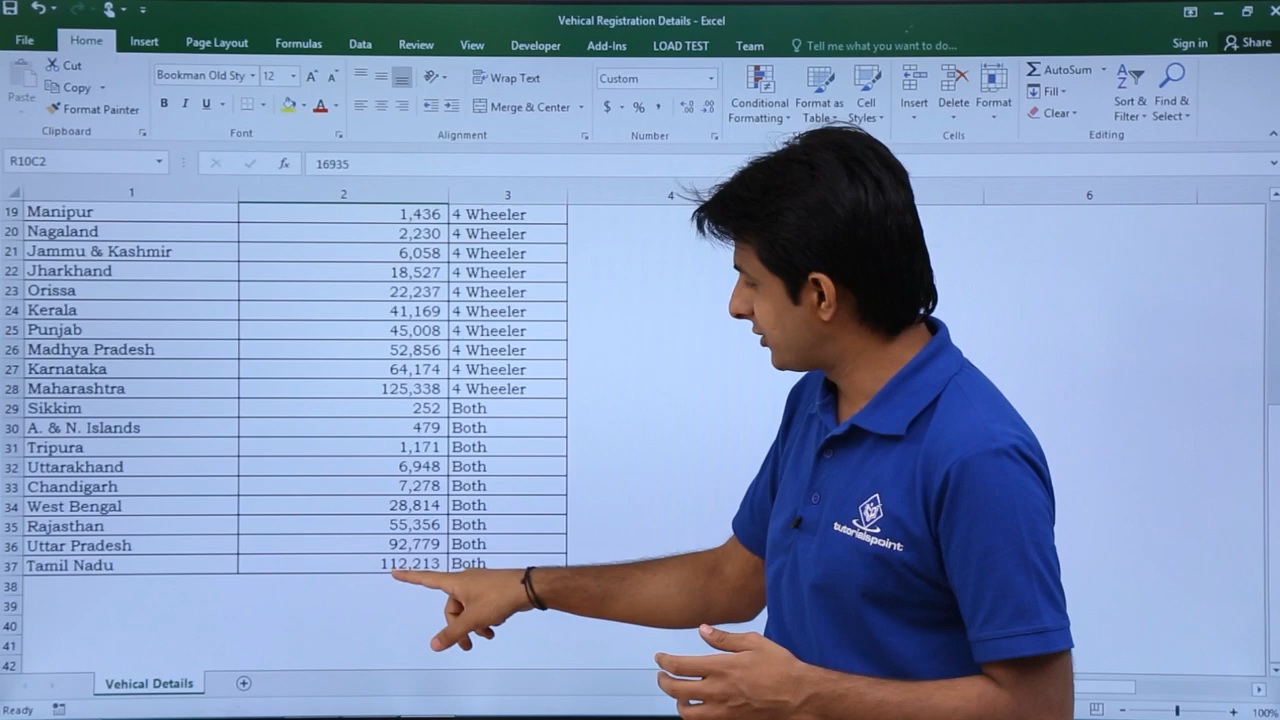 Vehical Registration Details - Excel
File Home Insert Page Layout Formulas Data Review View Developer Add-Ins LOAD TEST Team Tell me what you want to do... Sign in Share
Paste Cut Copy Format Painter Clipboard
Bookman Old Sty 12 A A B I U A Font
Wrap Text Merge & Center Alignment
Custom $ % , Number
Conditional Formatting Format as Table Cell Styles
Insert Delete Format Cells
AutoSum Fill Clear Sort & Filter Find & Select Editing
R10C2 fx 16935
1 2 3 4 6
19 Manipur 1,436 4 Wheeler
20 Nagaland 2,230 4 Wheeler
21 Jammu & Kashmir 6,058 4 Wheeler
22 Jharkhand 18,527 4 Wheeler
23 Orissa 22,237 4 Wheeler
24 Kerala 41,169 4 Wheeler
25 Punjab 45,008 4 Wheeler
26 Madhya Pradesh 52,856 4 Wheeler
27 Karnataka 64,174 4 Wheeler
28 Maharashtra 125,338 4 Wheeler
29 Sikkim 252 Both
30 A. & N. Islands 479 Both
31 Tripura 1,171 Both
32 Uttarakhand 6,948 Both
33 Chandigarh 7,278 Both
34 West Bengal 28,814 Both
35 Rajasthan 55,356 Both
36 Uttar Pradesh 92,779 Both
37 Tamil Nadu 112,213 Both
38
39
40
41
42
Vehical Details
Ready 100%
tutorialspoint